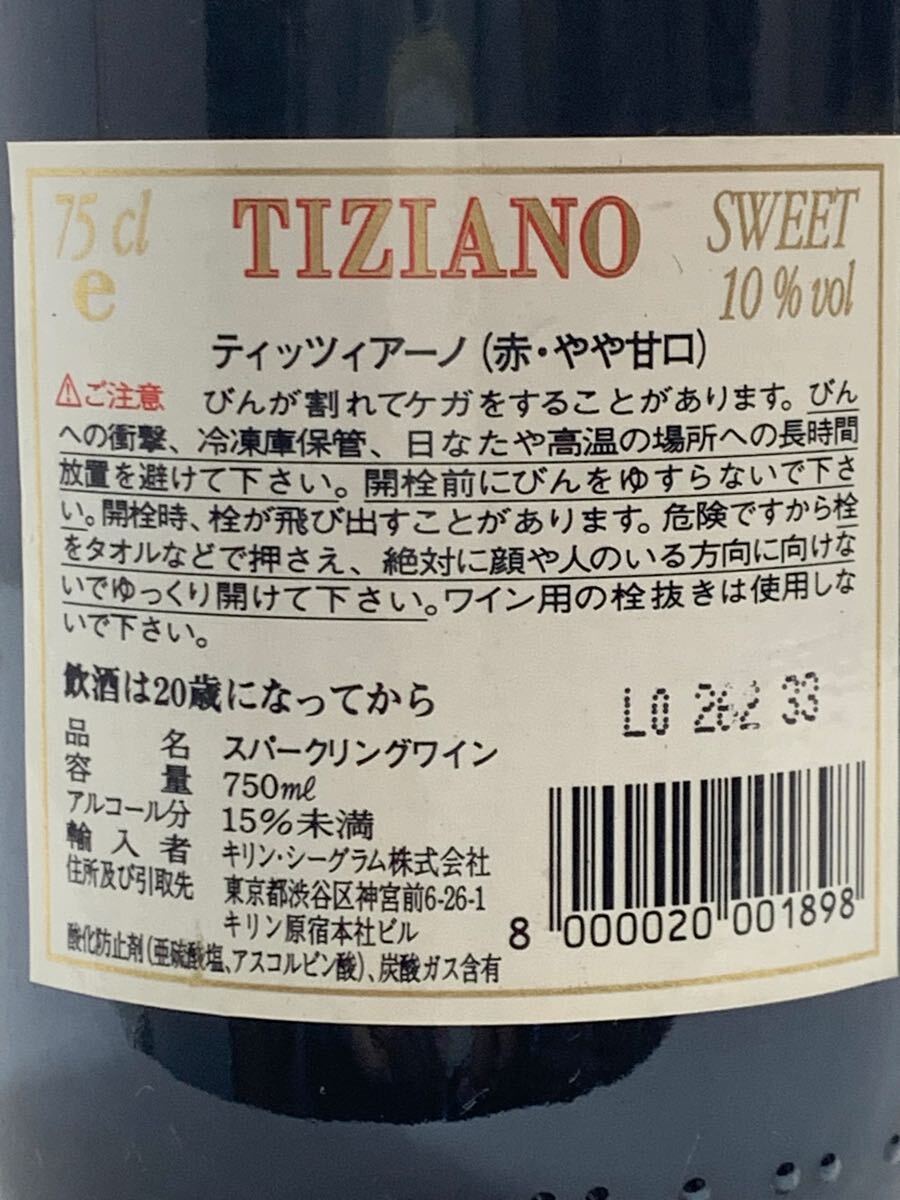 75 cl
e
TIZIANO
SWEET
10 % vol
ティッツィアーノ (赤・やや甘口)
⚠ご注意 びんが割れてケガをすることがあります。びん
への衝撃、冷凍庫保管、日なたや高温の場所への長時間
放置を避けて下さい。開栓前にびんをゆすらないで下さ
い。開栓時、栓が飛び出すことがあります。危険ですから栓
をタオルなどで押さえ、絶対に顔や人のいる方向に向けな
いでゆっくり開けて下さい。ワイン用の栓抜きは使用しな
いで下さい。
飲酒は20歳になってから
L0 262 33
品名 スパークリングワイン
容量 750ml
アルコール分 15%未満
輸入者 キリン・シーグラム株式会社
住所及び引取先 東京都渋谷区神宮前6-26-1
キリン原宿本社ビル
酸化防止剤(亜硫酸塩、アスコルビン酸)、炭酸ガス含有
8 000020 001898